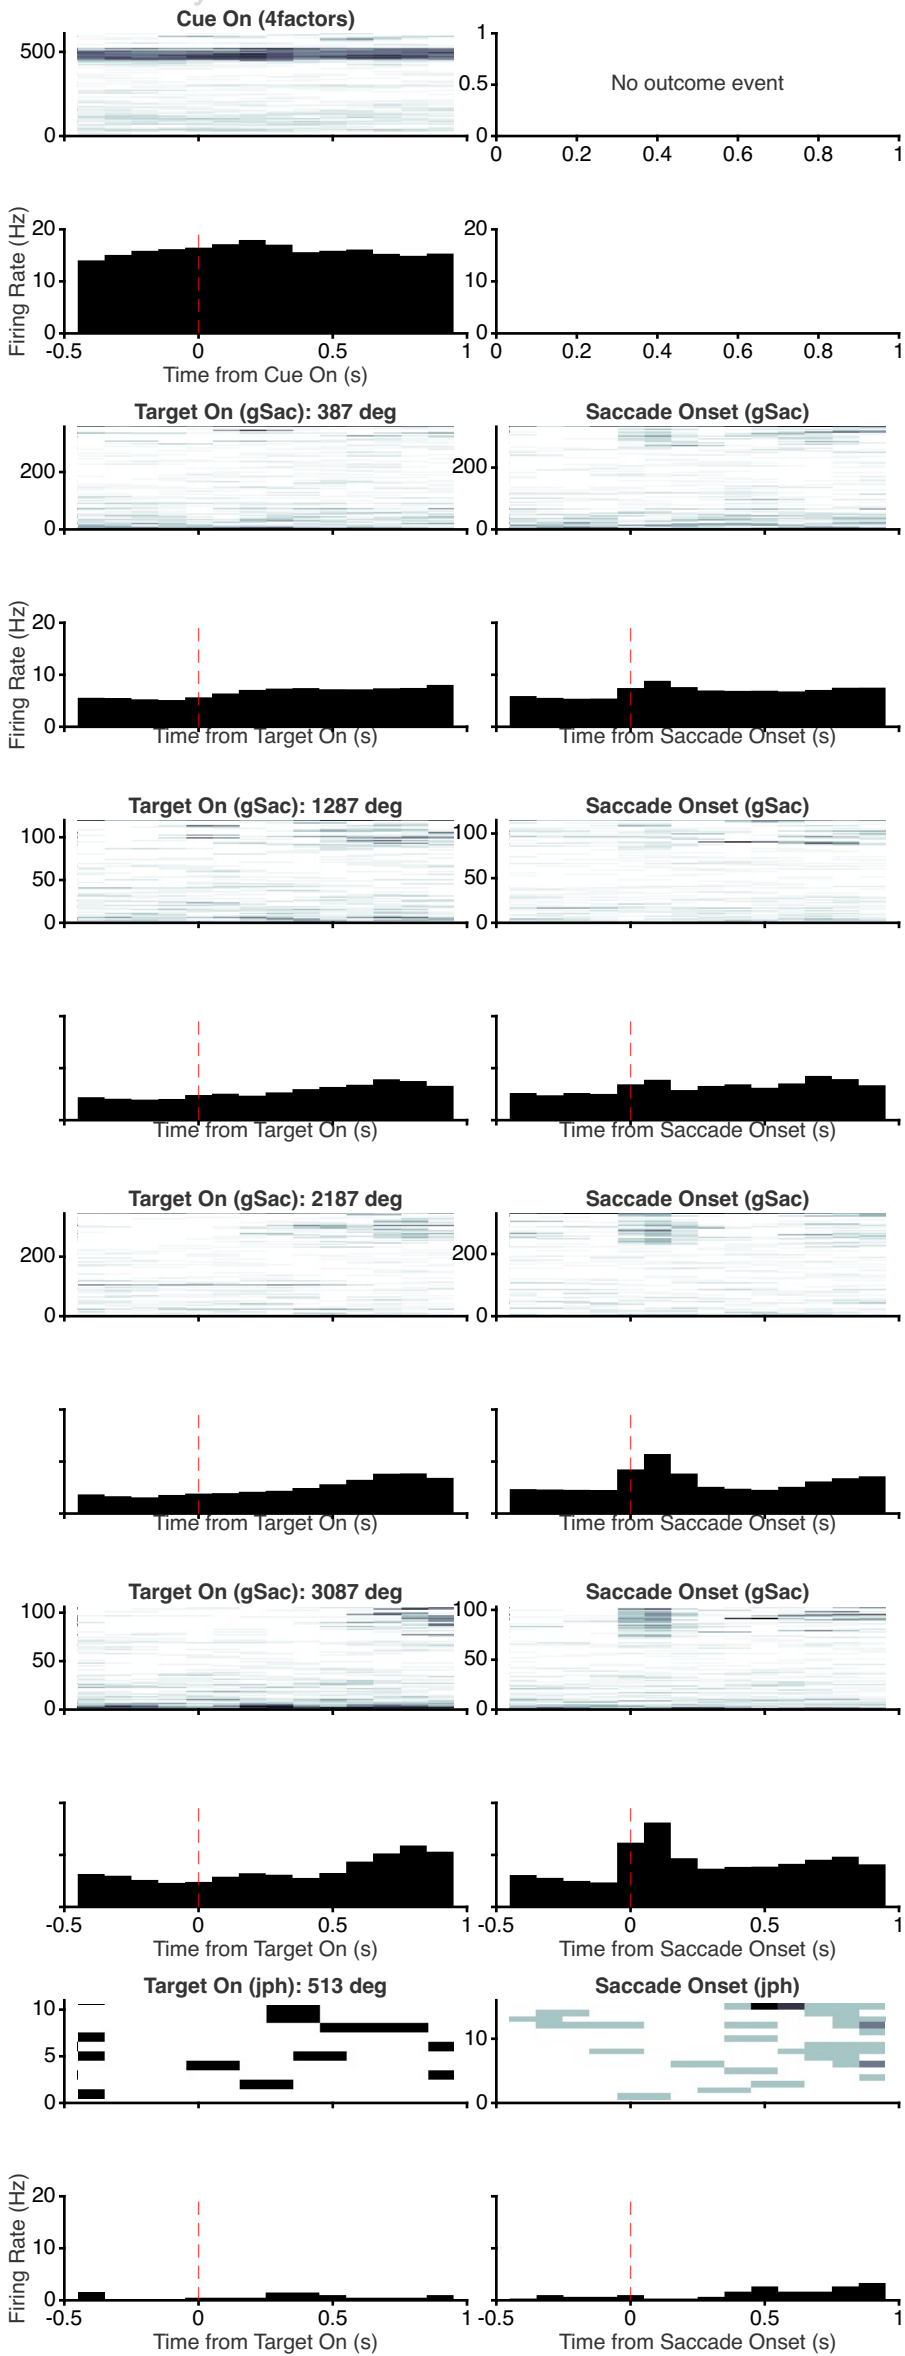 Cue On (4factors)
500
0
1
0.5
0
No outcome event
0 0.2 0.4 0.6 0.8 1
Firing Rate (Hz)
20
10
0
-0.5 0 0.5 1
Time from Cue On (s)
20
10
0
0 0.2 0.4 0.6 0.8 1
Target On (gSac): 387 deg
200
0
Saccade Onset (gSac)
200
0
Firing Rate (Hz)
20
10
0
Time from Target On (s)
20
10
0
Time from Saccade Onset (s)
Target On (gSac): 1287 deg
100
50
0
Saccade Onset (gSac)
100
50
0
Time from Target On (s)
Time from Saccade Onset (s)
Target On (gSac): 2187 deg
200
0
Saccade Onset (gSac)
200
0
Time from Target On (s)
Time from Saccade Onset (s)
Target On (gSac): 3087 deg
100
50
0
Saccade Onset (gSac)
100
50
0
-0.5 0 0.5 1
Time from Target On (s)
-0.5 0 0.5 1
Time from Saccade Onset (s)
Target On (jph): 513 deg
10
5
0
Saccade Onset (jph)
10
0
Firing Rate (Hz)
20
10
0
-0.5 0 0.5 1
Time from Target On (s)
20
10
0
-0.5 0 0.5 1
Time from Saccade Onset (s)